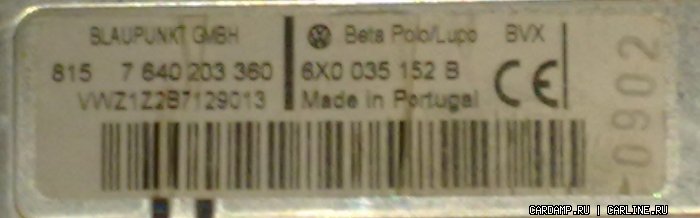 BLAUPUNKT GMBH
Beta Polo/Lupo BVX
815 7 640 203 360
6X0 035 152 B
VWZ1Z2B7129013
Made in Portugal
CE
0902
CARDAMP.RU | CARLINE.RU